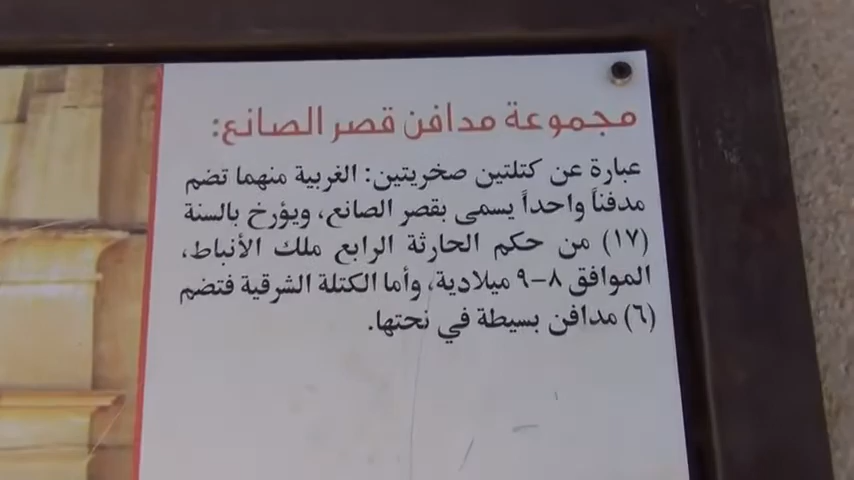 مجموعة مدافن قصر الصانع:
عبارة عن كتلتين صخريتين: الغربية منهما تضم
مدفناً واحداً يسمى بقصر الصانع، ويؤرخ بالسنة
(١٧) من حكم الحارثة الرابع ملك الأنباط،
الموافق ٨-٩ ميلادية، وأما الكتلة الشرقية فتضم
(٦) مدافن بسيطة في نحتها.